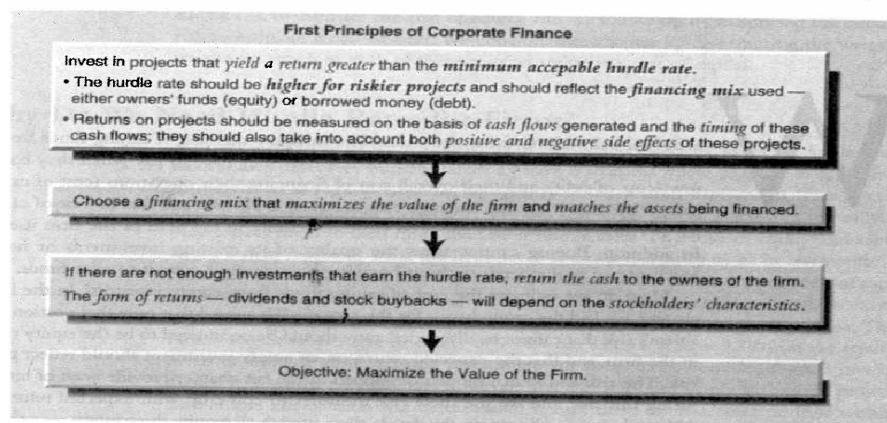 First Principles of Corporate Finance
Invest in projects that yield a return greater than the minimum accepable hurdle rate.
• The hurdle rate should be higher for riskier projects and should reflect the financing mix used —
either owners' funds (equity) or borrowed money (debt).
• Returns on projects should be measured on the basis of cash flows generated and the timing of these
cash flows; they should also take into account both positive and negative side effects of these projects.
Choose a financing mix that maximizes the value of the firm and matches the assets being financed.
If there are not enough investments that earn the hurdle rate, return the cash to the owners of the firm.
The form of returns — dividends and stock buybacks — will depend on the stockholders' characteristics.
Objective: Maximize the Value of the Firm.